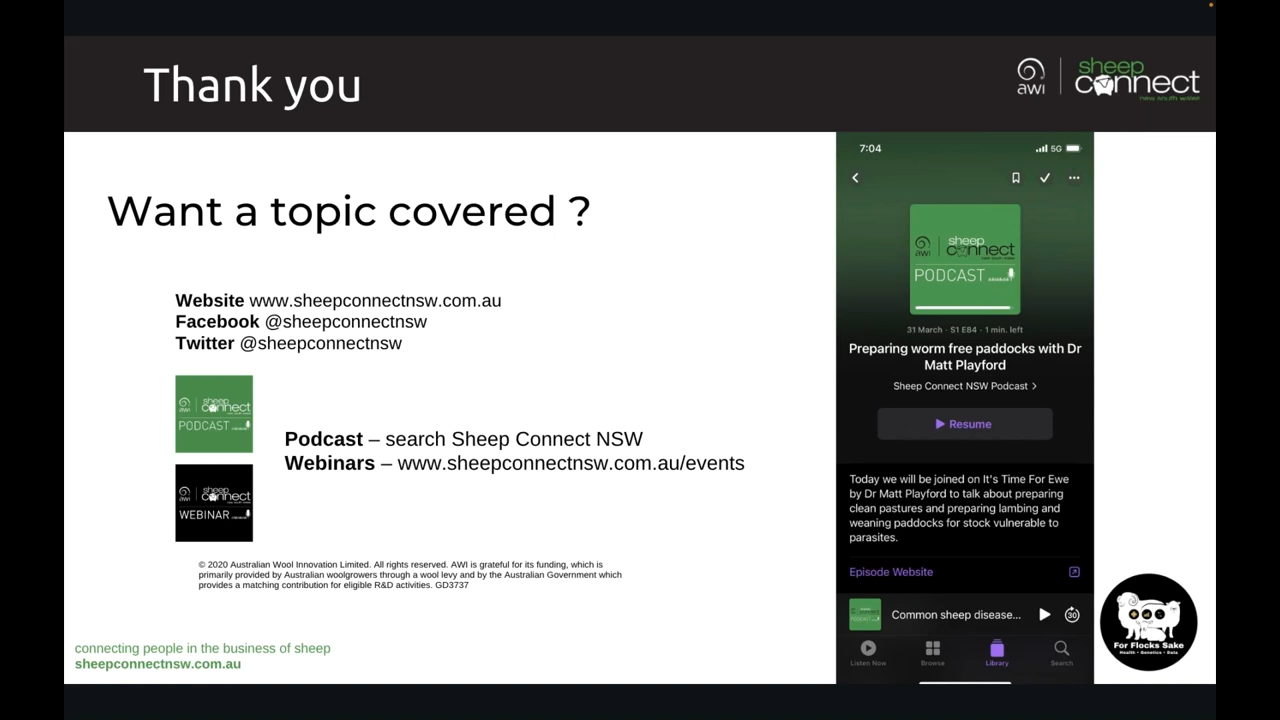 Thank you
awi
sheep
connect
new south wales
Want a topic covered ?
Website www.sheepconnectnsw.com.au
Facebook @sheepconnectnsw
Twitter @sheepconnectnsw
awi sheep
connect
PODCAST
Podcast – search Sheep Connect NSW
Webinars – www.sheepconnectnsw.com.au/events
awi sheep
connect
WEBINAR
© 2020 Australian Wool Innovation Limited. All rights reserved. AWI is grateful for its funding, which is
primarily provided by Australian woolgrowers through a wool levy and by the Australian Government which
provides a matching contribution for eligible R&D activities. GD3737
connecting people in the business of sheep
sheepconnectnsw.com.au
7:04 5G
awi sheep
connect
PODCAST
31 March · S1 E84 · 1 min. left
Preparing worm free paddocks with Dr
Matt Playford
Sheep Connect NSW Podcast
Resume
Today we will be joined on It's Time For Ewe
by Dr Matt Playford to talk about preparing
clean pastures and preparing lambing and
weaning paddocks for stock vulnerable to
parasites.
Episode Website
Common sheep disease... 30
Listen Now Browse Library Search
For Flocks Sake
Health • Genetics • Data